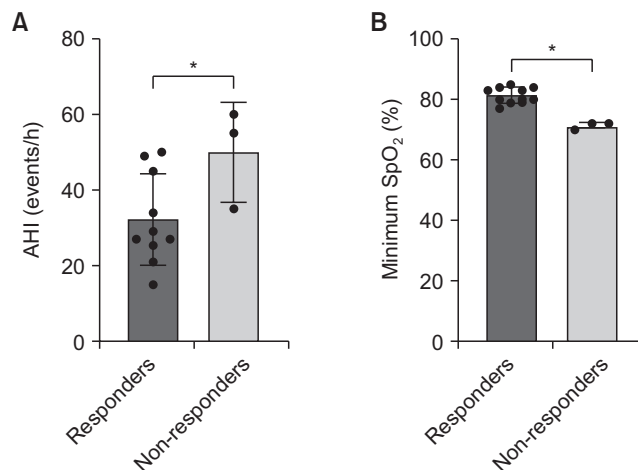 A
AHI (events/h)
80
60
40
20
0
*
Responders
Non-responders
B
Minimum SpO₂ (%)
100
80
60
40
20
0
*
Responders
Non-responders